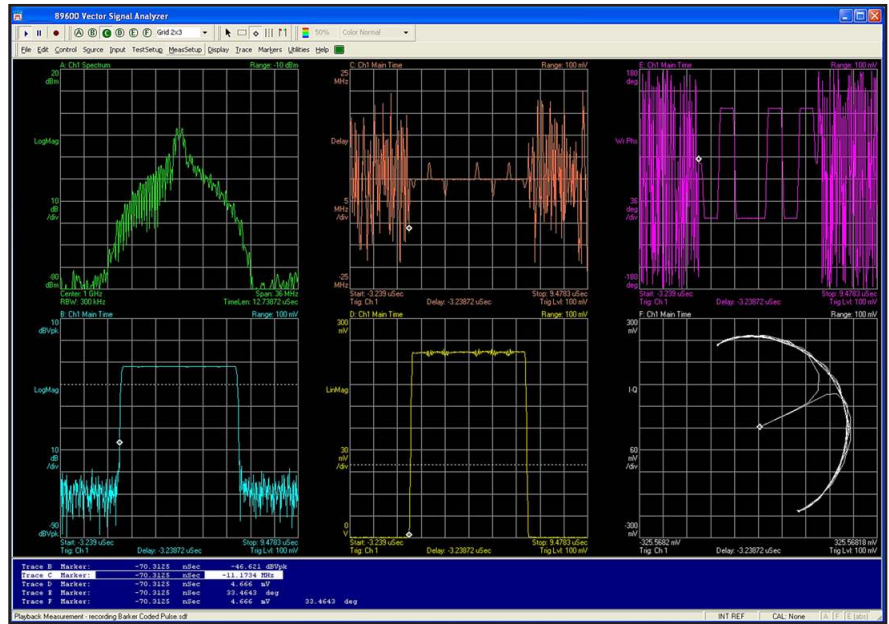 89600 Vector Signal Analyzer
A B C D E F Grid 2x3 50% Color Normal
File Edit Control Source Input TestSetup MeasSetup Display Trace Markers Utilities Help
A: Ch1 Spectrum Range: -10 dBm
20
dBm
LogMag
10
dB
/div
-90
dBm
Center: 1 GHz Span: 36 MHz
RBW: 300 kHz TimeLen: 12.73872 uSec
C: Ch1 Main Time Range: 100 mV
25
MHz
Delay
5
MHz
/div
-25
MHz
Start: -3.239 uSec Stop: 9.4783 uSec
Trig: Ch 1 Delay: -3.23872 uSec Trig Lvl: 100 mV
E: Ch1 Main Time Range: 100 mV
180
deg
Wr Phs
36
deg
/div
-180
deg
Start: -3.239 uSec Stop: 9.4783 uSec
Trig: Ch 1 Delay: -3.23872 uSec Trig Lvl: 100 mV
B: Ch1 Main Time Range: 100 mV
10
dBVpk
LogMag
10
dB
/div
-90
dBVpk
Start: -3.239 uSec Stop: 9.4783 uSec
Trig: Ch 1 Delay: -3.23872 uSec Trig Lvl: 100 mV
D: Ch1 Main Time Range: 100 mV
300
mV
LinMag
30
mV
/div
0
V
Start: -3.239 uSec Stop: 9.4783 uSec
Trig: Ch 1 Delay: -3.23872 uSec Trig Lvl: 100 mV
F: Ch1 Main Time Range: 100 mV
300
mV
I-Q
60
mV
/div
-300
mV
-325.5682 mV 325.56818 mV
Trig: Ch 1 Delay: -3.23872 uSec Trig Lvl: 100 mV
Trace B Marker: -70.3125 nSec -46.621 dBVpk
Trace C Marker: -70.3125 nSec -11.1734 MHz
Trace D Marker: -70.3125 nSec 4.666 mV
Trace E Marker: -70.3125 nSec 33.4643 deg
Trace F Marker: -70.3125 nSec 4.666 mV 33.4643 deg
Playback Measurement - recording Barker Coded Pulse.sdf INT REF CAL: None